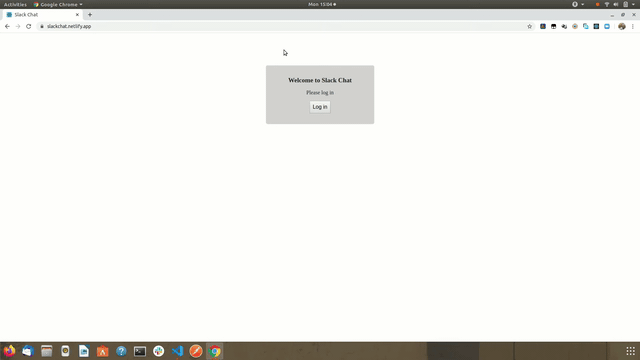 Activities
Google Chrome
Mon 15:04
Slack Chat
slackchat.netlify.app
Welcome to Slack Chat
Please log in
Log in